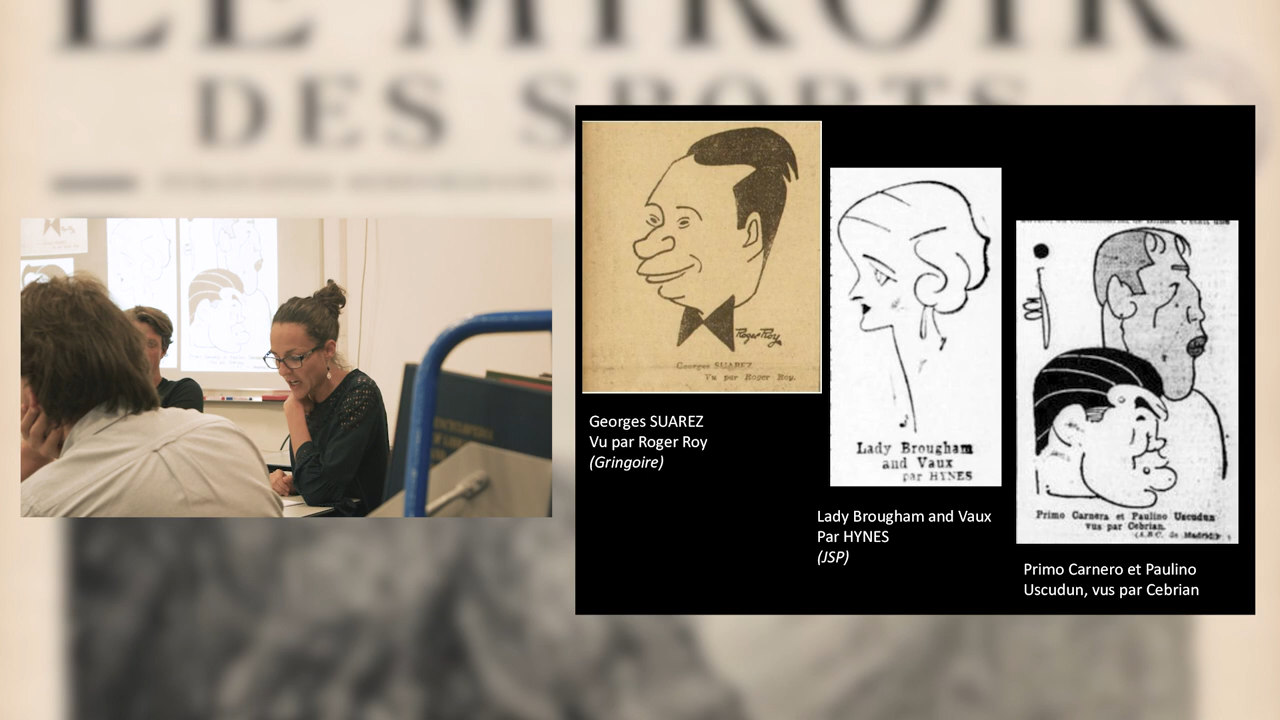 LE MIROIR
DES SPORTS
Roger Roy
Georges SUAREZ
Vu par Roger Roy.
Georges SUAREZ
Vu par Roger Roy
(Gringoire)
Lady Brougham
and Vaux
par HYNES
Lady Brougham and Vaux
Par HYNES
(JSP)
Primo Carnera et Paulino Uscudun
vus par Cebrian.
(A.B.C. de Madrid)
Primo Carnero et Paulino
Uscudun, vus par Cebrian